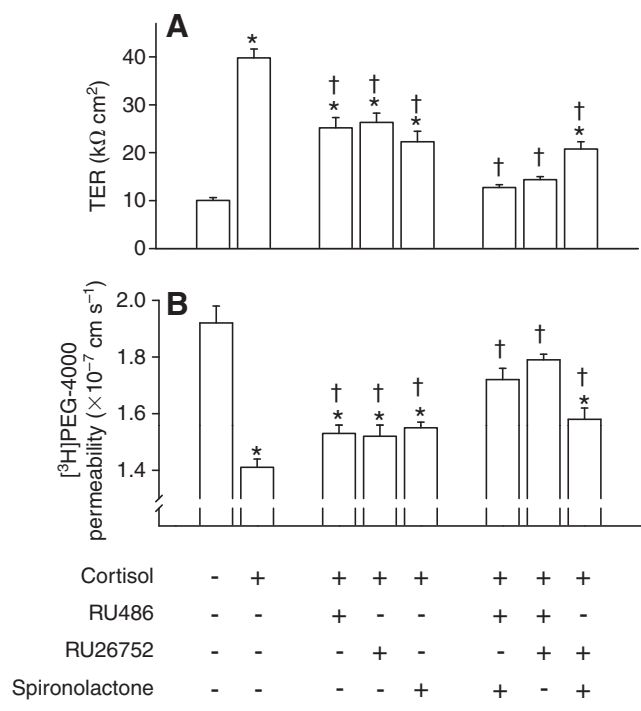 A
TER (kΩ cm²)
40
30
20
10
0
* † * † * † * † † † *
B
[³H]PEG-4000
permeability (×10⁻⁷ cm s⁻¹)
2.0
1.8
1.6
1.4
* † * † * † * † † † *
Cortisol - + + + + + + +
RU486 - - + - - + + -
RU26752 - - - + - - + +
Spironolactone - - - - + + - +